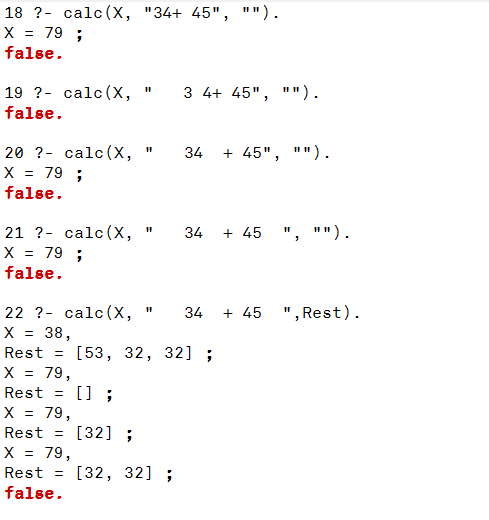 18 ?- calc(X, "34+ 45", "").
X = 79 ;
false.

19 ?- calc(X, "   3 4+ 45", "").
false.

20 ?- calc(X, "   34  + 45", "").
X = 79 ;
false.

21 ?- calc(X, "   34  + 45  ", "").
X = 79 ;
false.

22 ?- calc(X, "   34  + 45  ",Rest).
X = 38,
Rest = [53, 32, 32] ;
X = 79,
Rest = [] ;
X = 79,
Rest = [32] ;
X = 79,
Rest = [32, 32] ;
false.